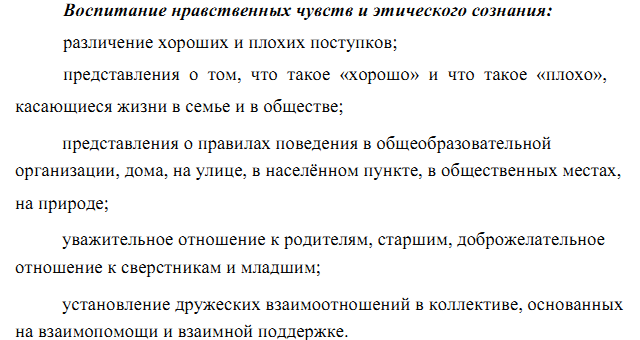 Воспитание нравственных чувств и этического сознания:
различение хороших и плохих поступков;
представления о том, что такое «хорошо» и что такое «плохо»,
касающиеся жизни в семье и в обществе;
представления о правилах поведения в общеобразовательной
организации, дома, на улице, в населённом пункте, в общественных местах,
на природе;
уважительное отношение к родителям, старшим, доброжелательное
отношение к сверстникам и младшим;
установление дружеских взаимоотношений в коллективе, основанных
на взаимопомощи и взаимной поддержке.